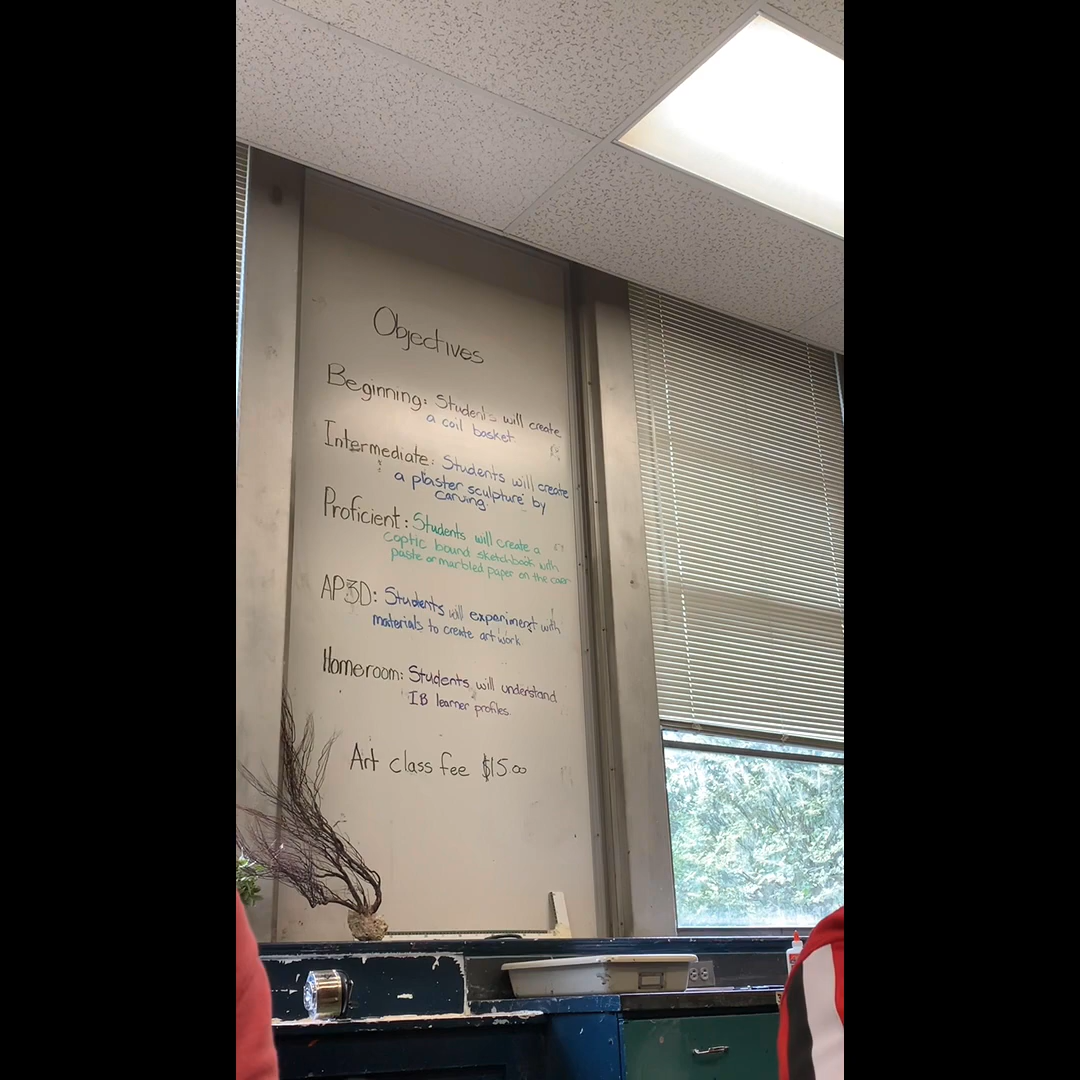 Objectives
Beginning: Students will create
a coil basket
Intermediate: Students will create
a plaster sculpture by
carving.
Proficient: Students will create a
coptic bound sketchbook with
paste or marbled paper on the cover
AP3D: Students will experiment with
materials to create art work
Homeroom: Students will understand
IB learner profiles.
Art class fee $15.00